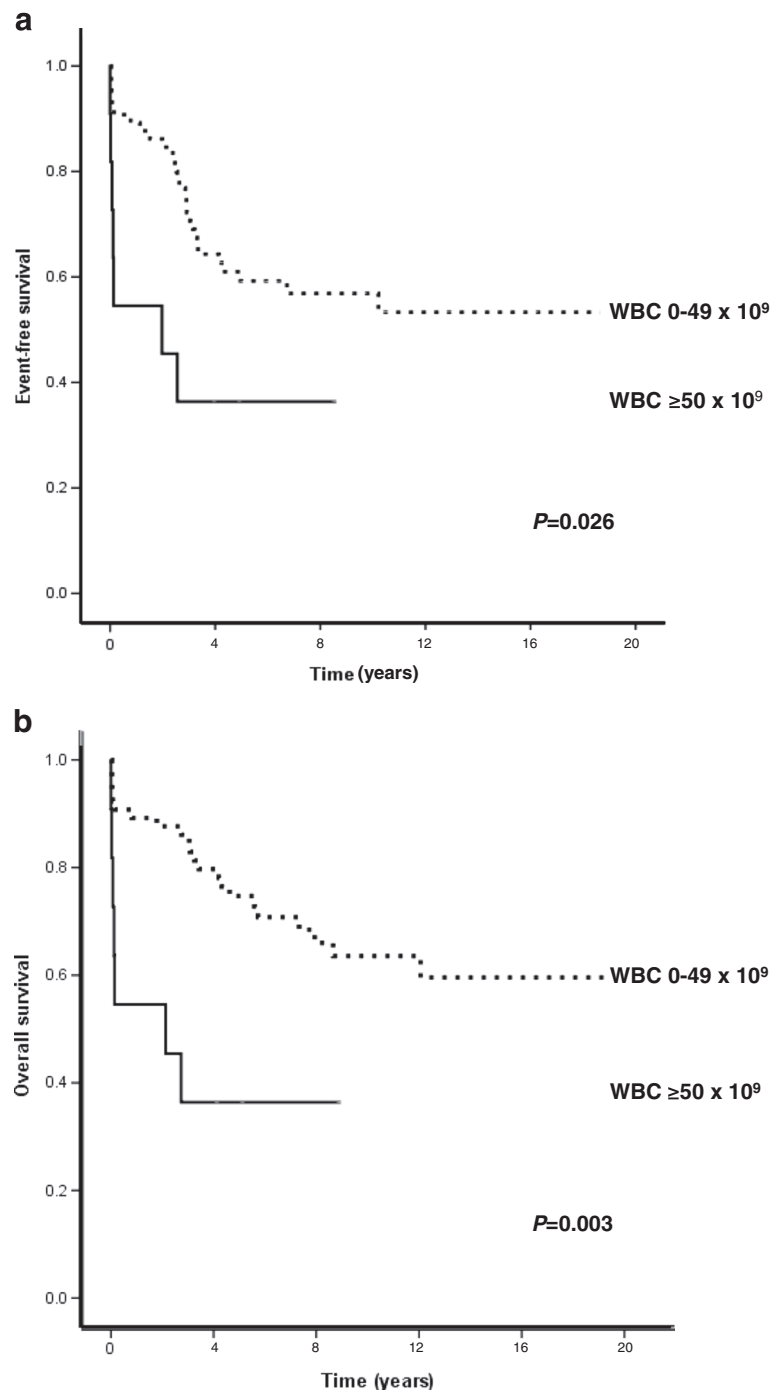 a
1.0
0.8
0.6
0.4
0.2
0.0
Event-free survival
WBC 0-49 x 10⁹
WBC ≥50 x 10⁹
P=0.026
0 4 8 12 16 20
Time (years)
b
1.0
0.8
0.6
0.4
0.2
0.0
Overall survival
WBC 0-49 x 10⁹
WBC ≥50 x 10⁹
P=0.003
0 4 8 12 16 20
Time (years)